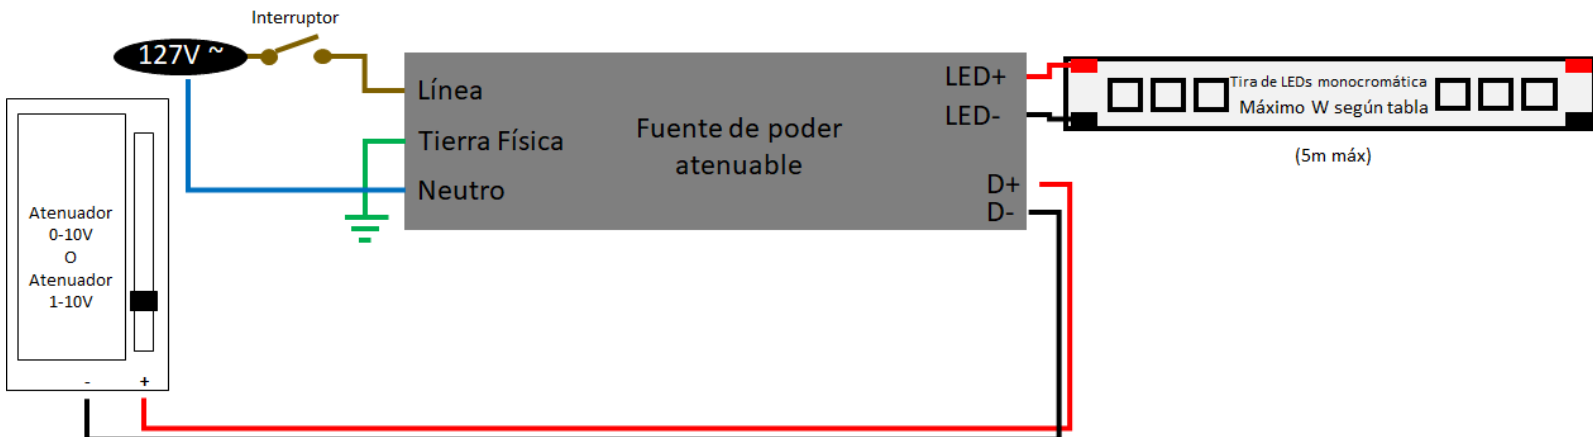 Interruptor
127V ~
Línea
Tierra Física
Neutro
Fuente de poder
atenuable
LED+
LED-
D+
D-
Tira de LEDs monocromática
Máximo W según tabla
(5m máx)
Atenuador
0-10V
O
Atenuador
1-10V
- +